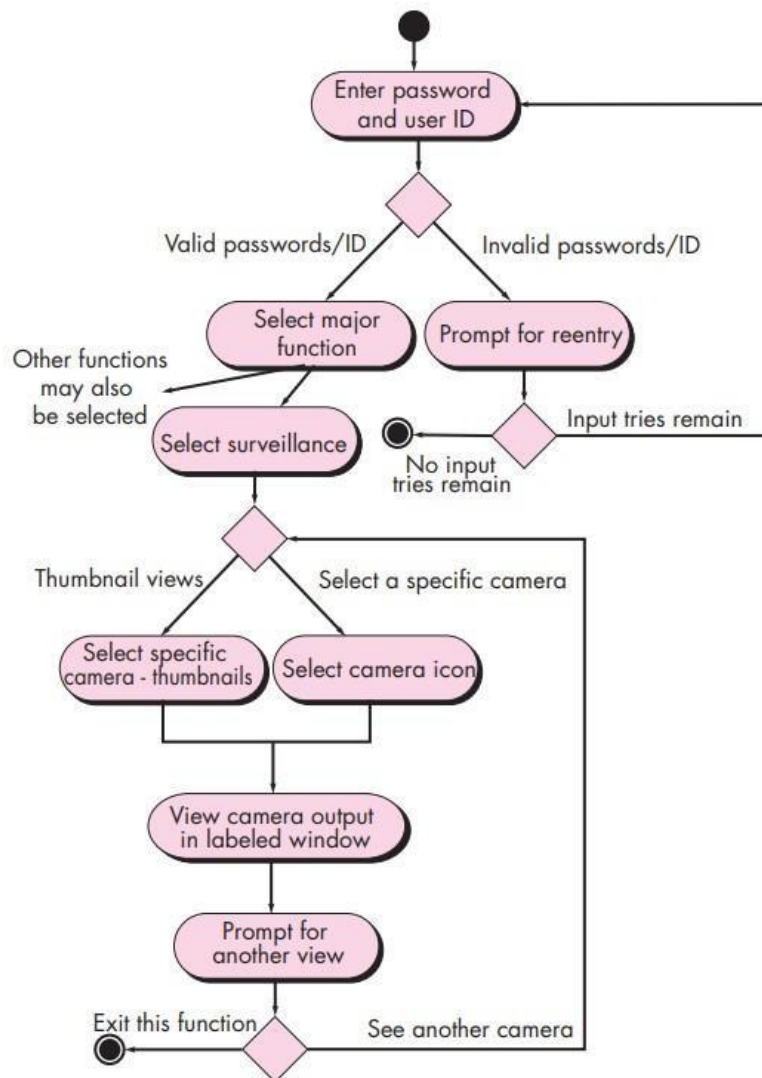 Enter password
and user ID
Valid passwords/ID
Invalid passwords/ID
Select major
function
Prompt for reentry
Other functions
may also
be selected
Select surveillance
Input tries remain
No input
tries remain
Thumbnail views
Select a specific camera
Select specific
camera - thumbnails
Select camera icon
View camera output
in labeled window
Prompt for
another view
Exit this function
See another camera